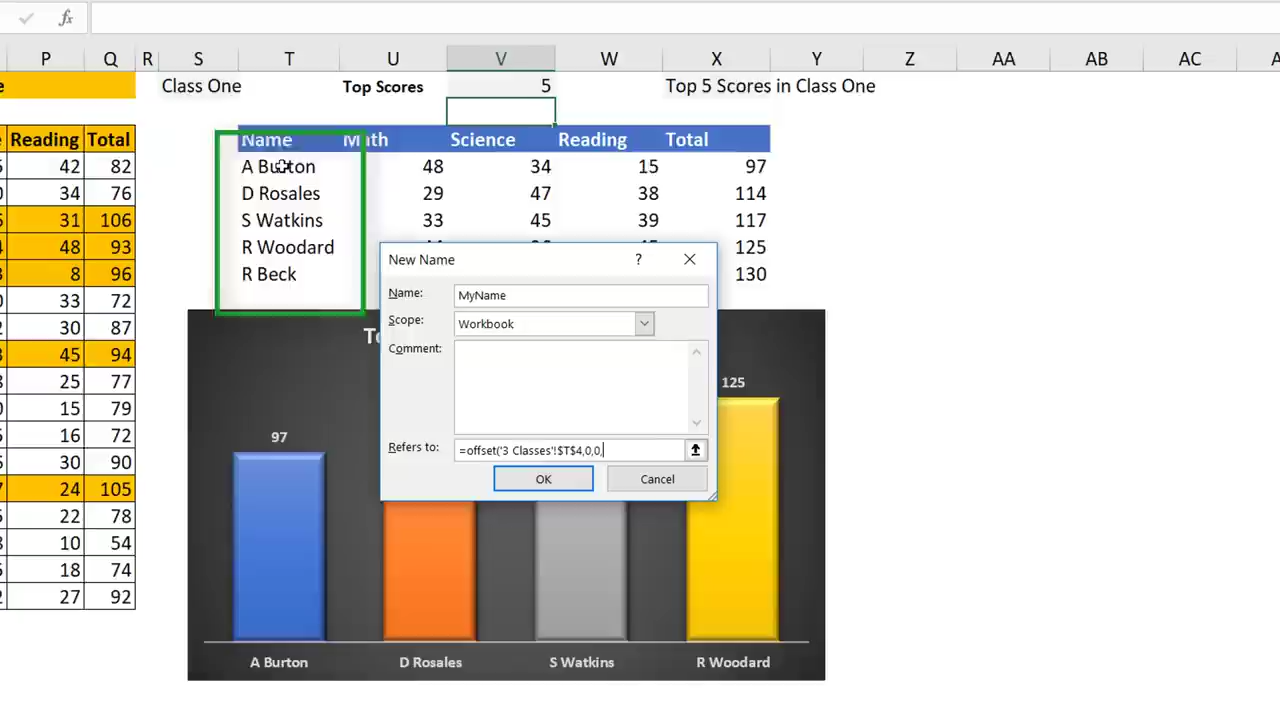 fx
P Q R S T U V W X Y Z AA AB AC A
e Class One Top Scores 5 Top 5 Scores in Class One
Reading Total Name Math Science Reading Total
42 82 A Burton 48 34 15 97
34 76 D Rosales 29 47 38 114
31 106 S Watkins 33 45 39 117
48 93 R Woodard 125
8 96 R Beck 130
33 72
30 87
45 94
25 77
15 79
16 72
30 90
24 105
22 78
10 54
18 74
27 92
New Name ?
Name: MyName
Scope: Workbook
Comment:
Refers to: =offset('3 Classes'!$T$4,0,0,
OK Cancel
97 125
A Burton D Rosales S Watkins R Woodard